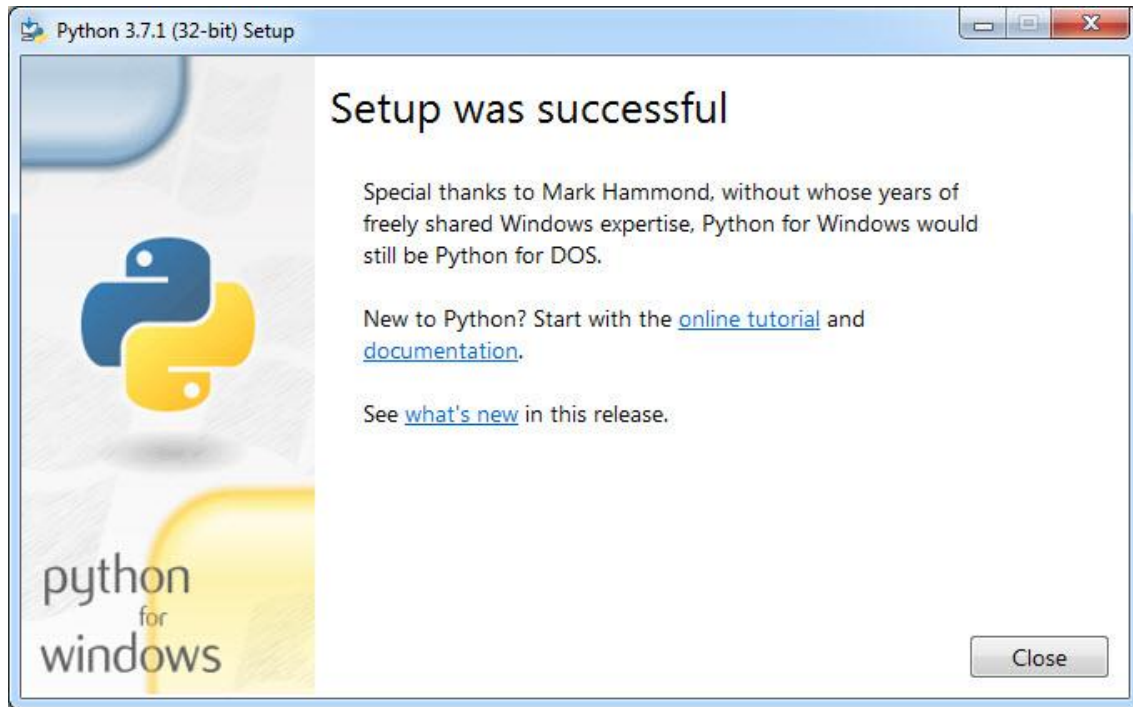 Python 3.7.1 (32-bit) Setup
Setup was successful
Special thanks to Mark Hammond, without whose years of
freely shared Windows expertise, Python for Windows would
still be Python for DOS.
New to Python? Start with the online tutorial and
documentation.
See what's new in this release.
python
for
windows
Close